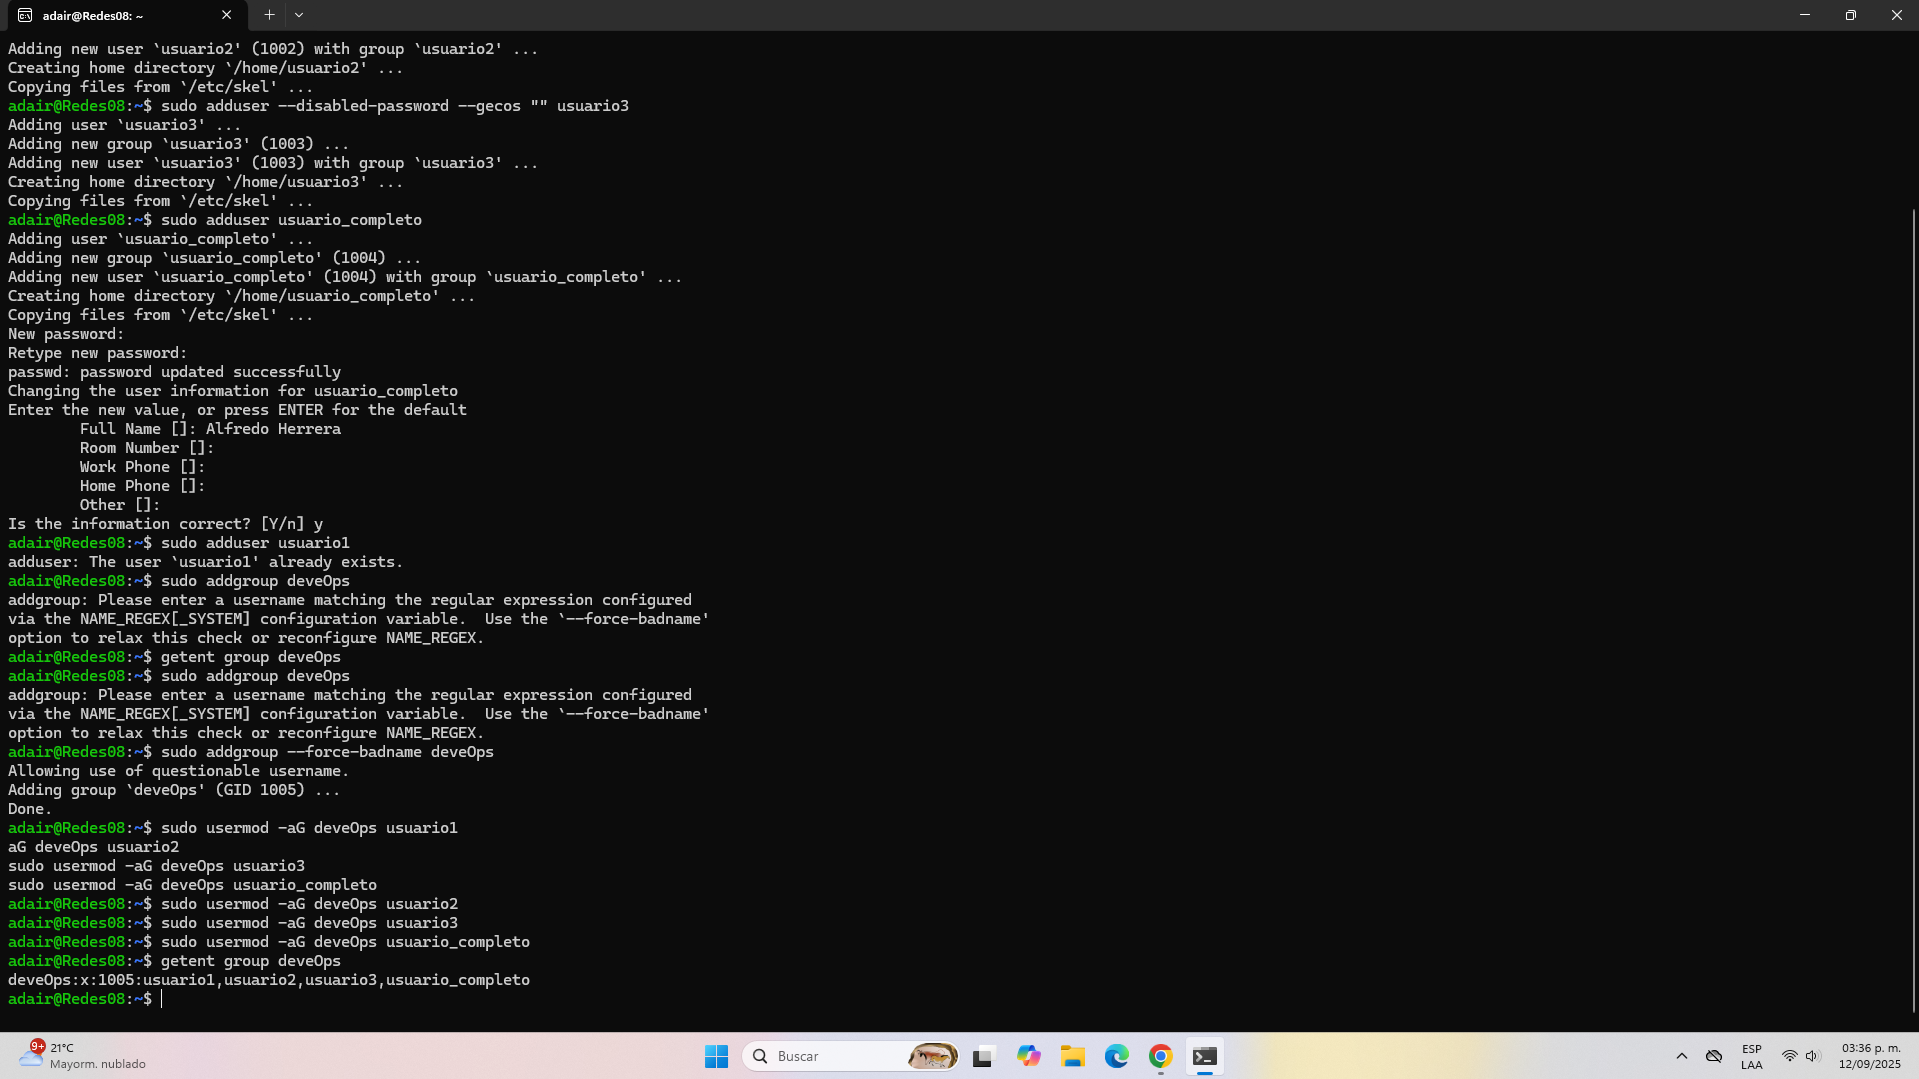 adair@Redes08: ~
Adding new user `usuario2' (1002) with group `usuario2' ...
Creating home directory `/home/usuario2' ...
Copying files from `/etc/skel' ...
adair@Redes08:~$ sudo adduser --disabled-password --gecos "" usuario3
Adding user `usuario3' ...
Adding new group `usuario3' (1003) ...
Adding new user `usuario3' (1003) with group `usuario3' ...
Creating home directory `/home/usuario3' ...
Copying files from `/etc/skel' ...
adair@Redes08:~$ sudo adduser usuario_completo
Adding user `usuario_completo' ...
Adding new group `usuario_completo' (1004) ...
Adding new user `usuario_completo' (1004) with group `usuario_completo' ...
Creating home directory `/home/usuario_completo' ...
Copying files from `/etc/skel' ...
New password:
Retype new password:
passwd: password updated successfully
Changing the user information for usuario_completo
Enter the new value, or press ENTER for the default
        Full Name []: Alfredo Herrera
        Room Number []:
        Work Phone []:
        Home Phone []:
        Other []:
Is the information correct? [Y/n] y
adair@Redes08:~$ sudo adduser usuario1
adduser: The user `usuario1' already exists.
adair@Redes08:~$ sudo addgroup deveOps
addgroup: Please enter a username matching the regular expression configured
via the NAME_REGEX[_SYSTEM] configuration variable.  Use the `--force-badname'
option to relax this check or reconfigure NAME_REGEX.
adair@Redes08:~$ getent group deveOps
adair@Redes08:~$ sudo addgroup deveOps
addgroup: Please enter a username matching the regular expression configured
via the NAME_REGEX[_SYSTEM] configuration variable.  Use the `--force-badname'
option to relax this check or reconfigure NAME_REGEX.
adair@Redes08:~$ sudo addgroup --force-badname deveOps
Allowing use of questionable username.
Adding group `deveOps' (GID 1005) ...
Done.
adair@Redes08:~$ sudo usermod -aG deveOps usuario1
aG deveOps usuario2
sudo usermod -aG deveOps usuario3
sudo usermod -aG deveOps usuario_completo
adair@Redes08:~$ sudo usermod -aG deveOps usuario2
adair@Redes08:~$ sudo usermod -aG deveOps usuario3
adair@Redes08:~$ sudo usermod -aG deveOps usuario_completo
adair@Redes08:~$ getent group deveOps
deveOps:x:1005:usuario1,usuario2,usuario3,usuario_completo
adair@Redes08:~$
9+
21°C
Mayorm. nublado
Buscar
ESP
LAA
03:36 p. m.
12/09/2025